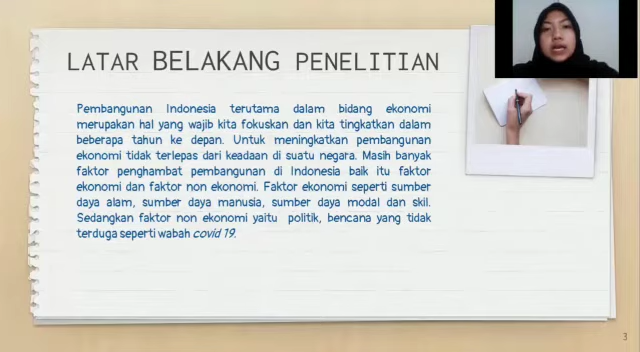 LATAR BELAKANG PENELITIAN
Pembangunan Indonesia terutama dalam bidang ekonomi
merupakan hal yang wajib kita fokuskan dan kita tingkatkan dalam
beberapa tahun ke depan. Untuk meningkatkan pembangunan
ekonomi tidak terlepas dari keadaan di suatu negara. Masih banyak
faktor penghambat pembangunan di Indonesia baik itu faktor
ekonomi dan faktor non ekonomi. Faktor ekonomi seperti sumber
daya alam, sumber daya manusia, sumber daya modal dan skil.
Sedangkan faktor non ekonomi yaitu politik, bencana yang tidak
terduga seperti wabah covid 19.
3